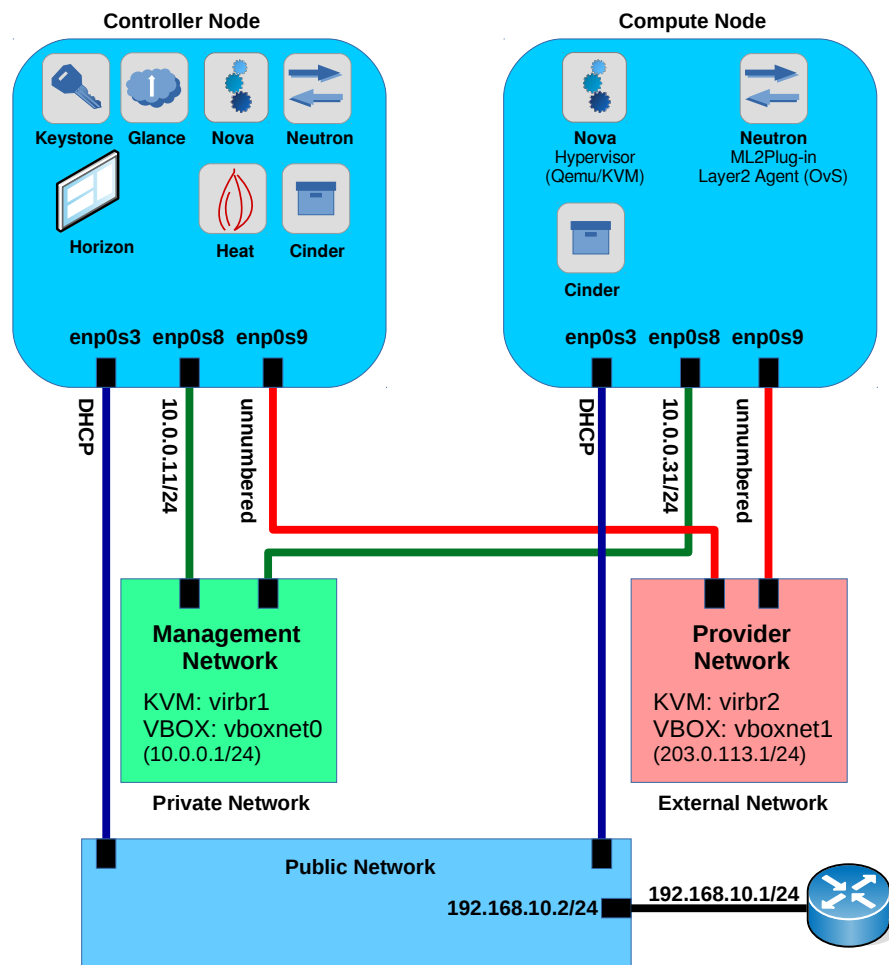 Controller Node
Compute Node
Keystone
Glance
Nova
Neutron
Horizon
Heat
Cinder
Nova
Hypervisor
(Qemu/KVM)
Neutron
ML2Plug-in
Layer2 Agent (OvS)
Cinder
enp0s3
enp0s8
enp0s9
enp0s3
enp0s8
enp0s9
DHCP
10.0.0.11/24
unnumbered
DHCP
10.0.0.31/24
unnumbered
Management
Network
KVM: virbr1
VBOX: vboxnet0
(10.0.0.1/24)
Private Network
Provider
Network
KVM: virbr2
VBOX: vboxnet1
(203.0.113.1/24)
External Network
Public Network
192.168.10.2/24
192.168.10.1/24